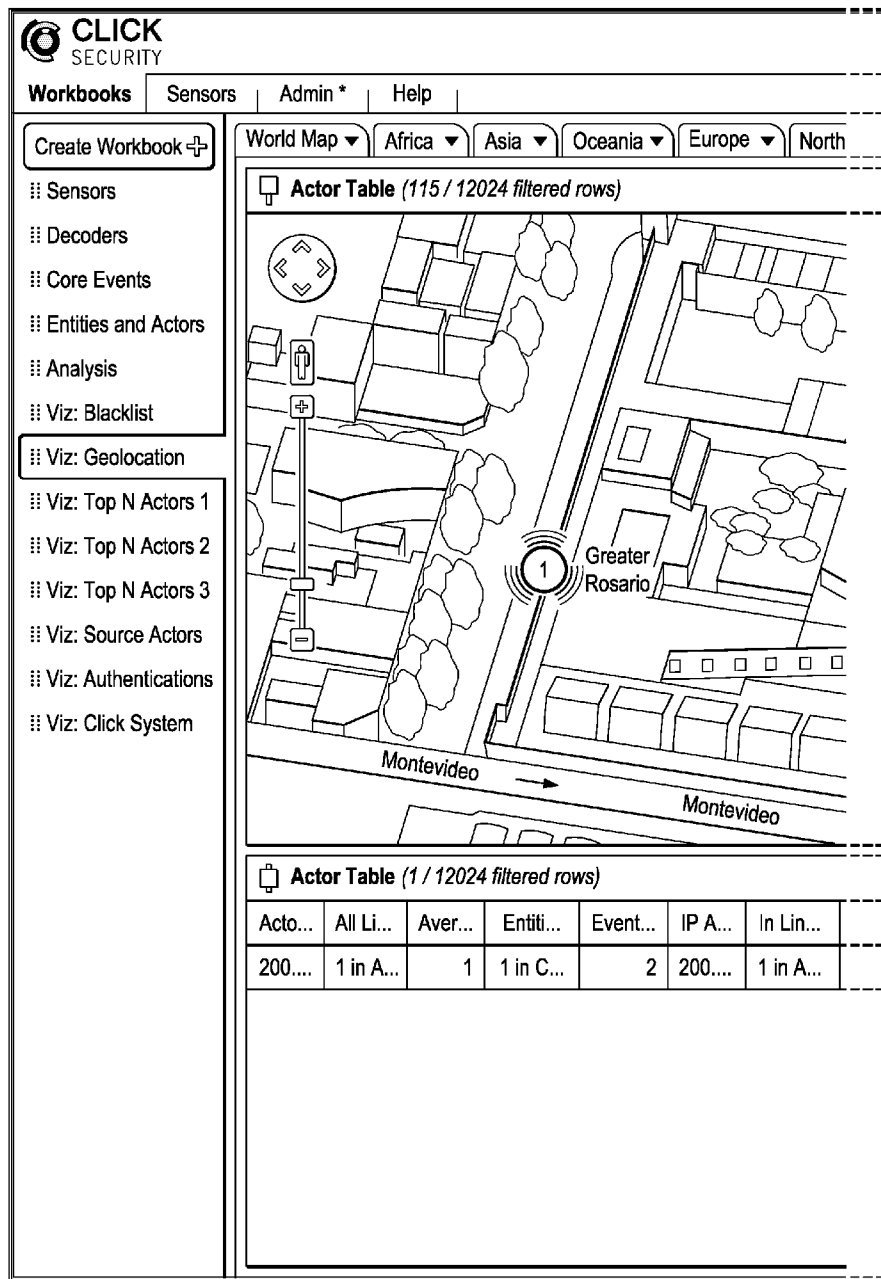 CLICK
SECURITY
Workbooks Sensors Admin * Help
Create Workbook
World Map Africa Asia Oceania Europe North
Sensors
Decoders
Core Events
Entities and Actors
Analysis
Viz: Blacklist
Viz: Geolocation
Viz: Top N Actors 1
Viz: Top N Actors 2
Viz: Top N Actors 3
Viz: Source Actors
Viz: Authentications
Viz: Click System
Actor Table (115 / 12024 filtered rows)
1
Greater
Rosario
Montevideo
Montevideo
Actor Table (1 / 12024 filtered rows)
Acto... All Li... Aver... Entiti... Event... IP A... In Lin...
200.... 1 in A... 1 1 in C... 2 200.... 1 in A...